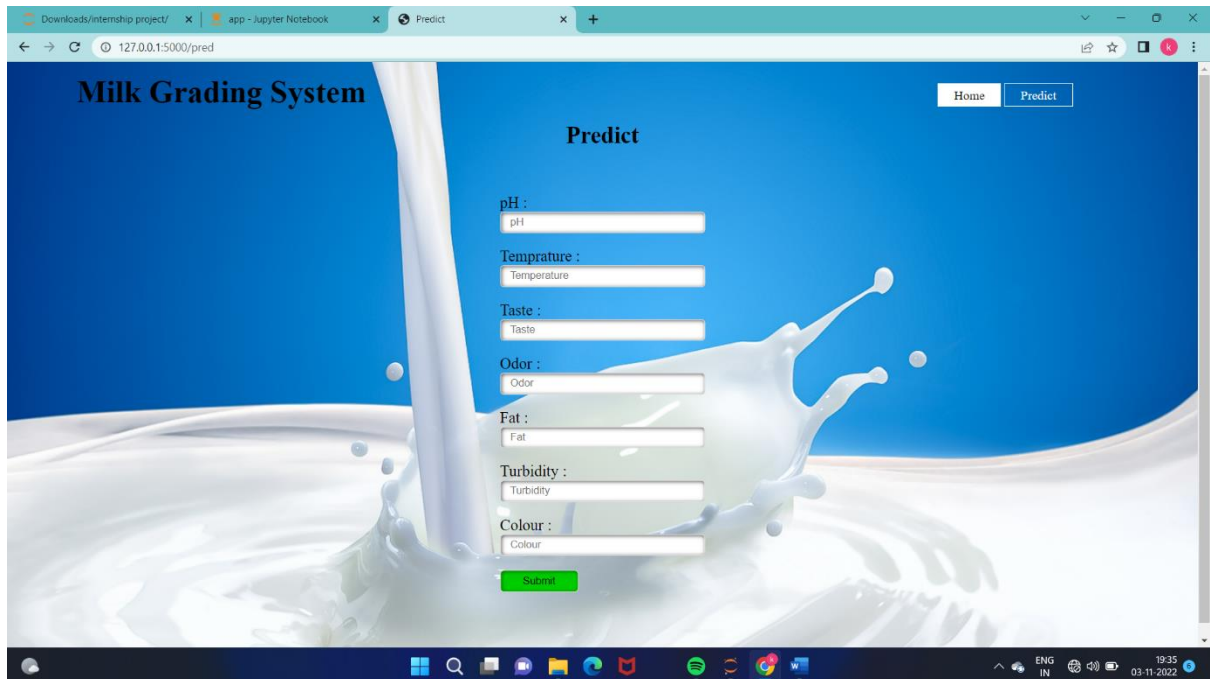 Downloads/internship project/
app - Jupyter Notebook
Predict
127.0.0.1:5000/pred
k
Milk Grading System
Home
Predict
Predict
pH :
pH
Temprature :
Temperature
Taste :
Taste
Odor :
Odor
Fat :
Fat
Turbidity :
Turbidity
Colour :
Colour
Submit
ENG
IN
19:35
03-11-2022
6